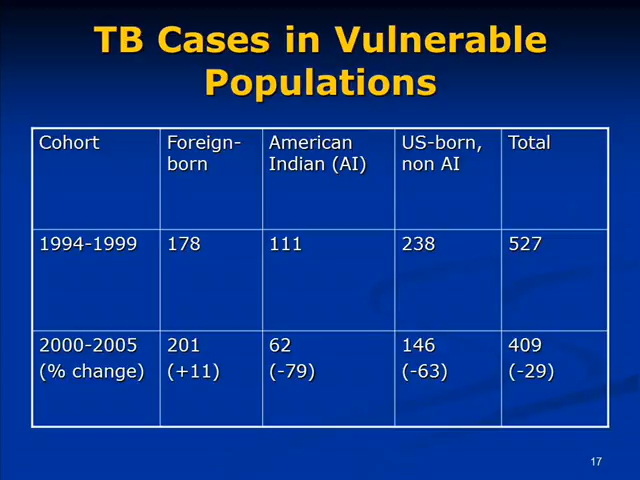 TB Cases in Vulnerable
Populations
Cohort
Foreign-
born
American
Indian (AI)
US-born,
non AI
Total
1994-1999
178
111
238
527
2000-2005
(% change)
201
(+11)
62
(-79)
146
(-63)
409
(-29)
17